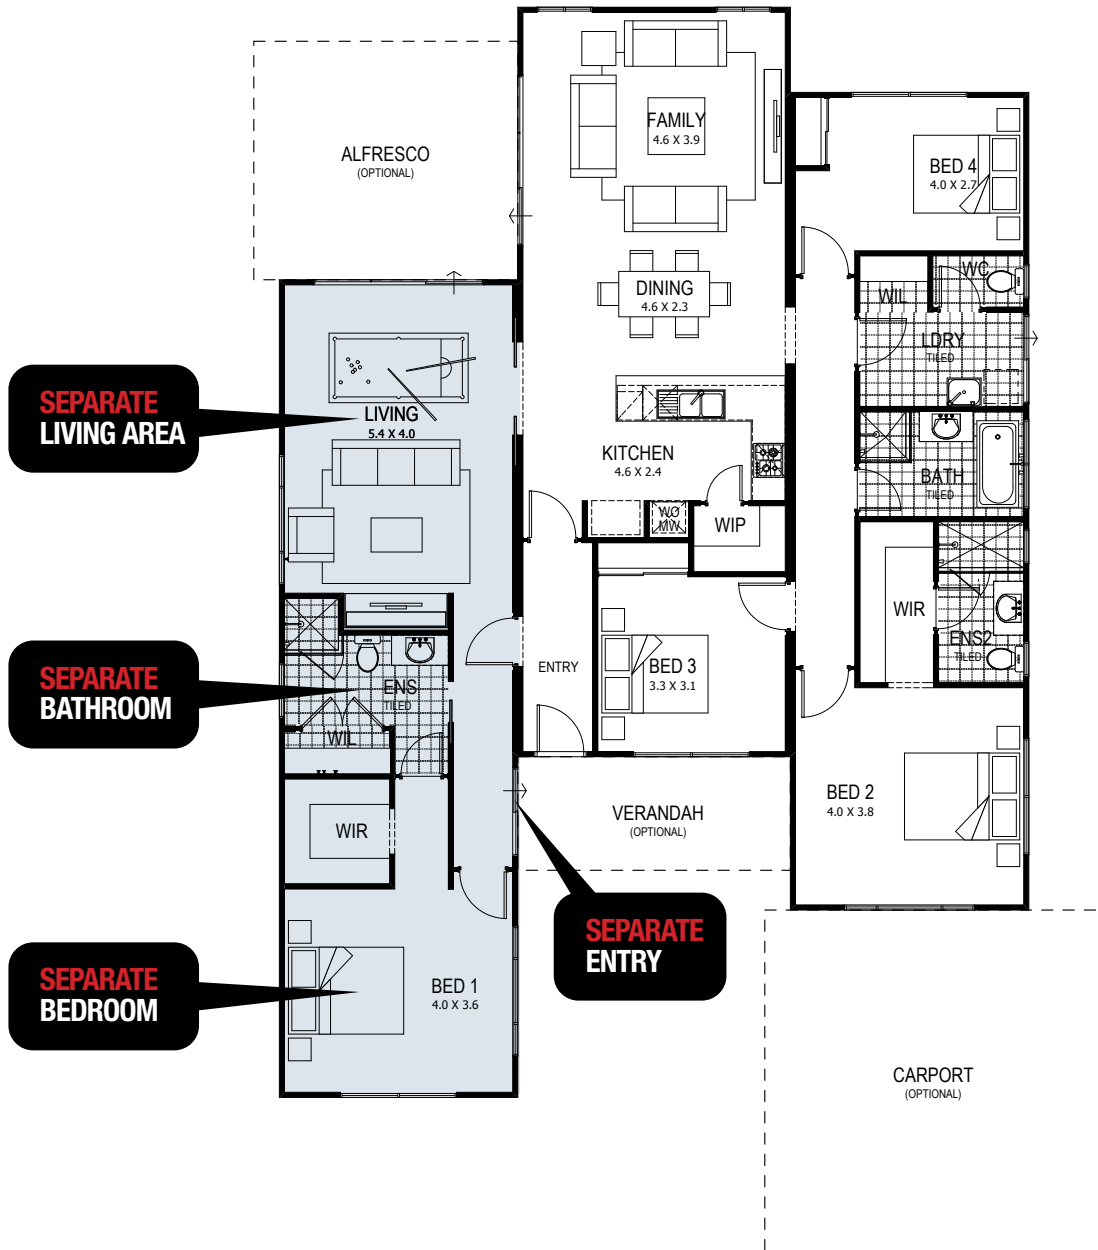 FAMILY
4.6 X 3.9
ALFRESCO
(OPTIONAL)
BED 4
4.0 X 2.7
WC
WIL
DINING
4.6 X 2.3
LDRY
TILED
SEPARATE
LIVING AREA
LIVING
5.4 X 4.0
KITCHEN
4.6 X 2.4
BATH
TILED
WO
MW
WIP
WIR
ENS2
TILED
ENTRY
BED 3
3.3 X 3.1
SEPARATE
BATHROOM
ENS
TILED
WIL
WIR
VERANDAH
(OPTIONAL)
BED 2
4.0 X 3.8
SEPARATE
ENTRY
SEPARATE
BEDROOM
BED 1
4.0 X 3.6
CARPORT
(OPTIONAL)